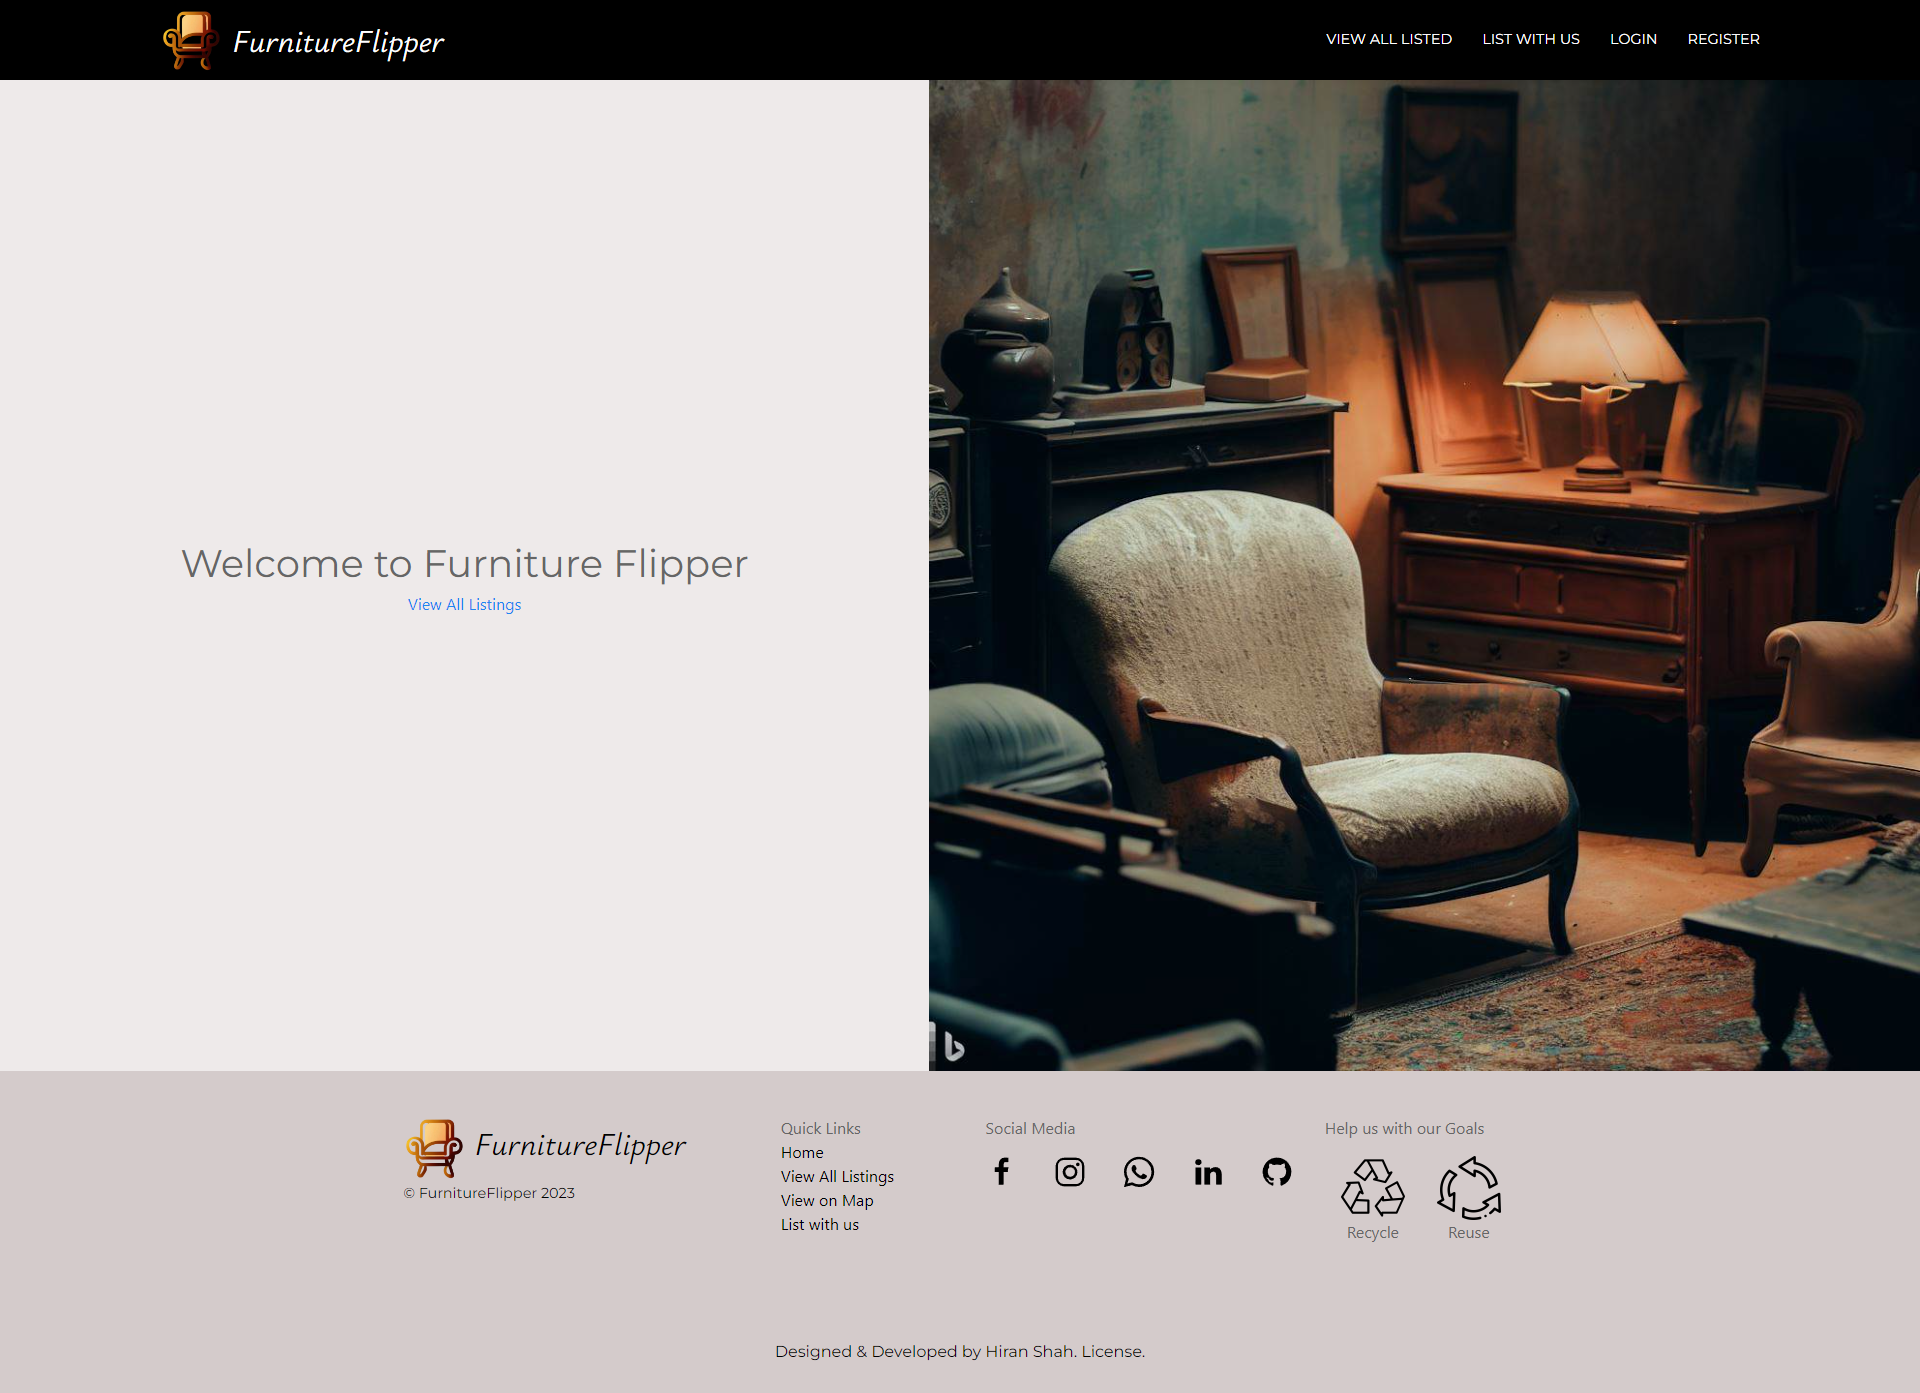 FurnitureFlipper
VIEW ALL LISTED
LIST WITH US
LOGIN
REGISTER
Welcome to Furniture Flipper
View All Listings
FurnitureFlipper
© FurnitureFlipper 2023
Quick Links
Home
View All Listings
View on Map
List with us
Social Media
Help us with our Goals
Recycle
Reuse
Designed & Developed by Hiran Shah. License.